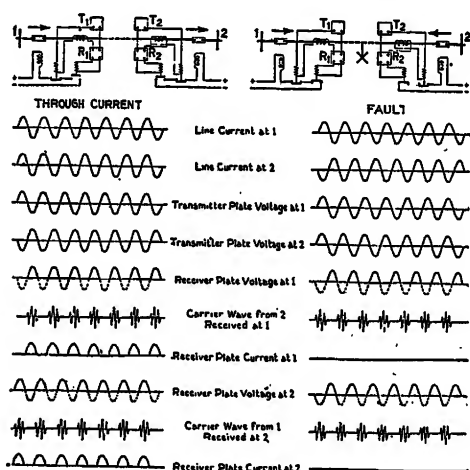 T1 T2
1 2
R1 R2
T1 T2
1 2
R1 R2
THROUGH CURRENT
FAULT
Line Current at 1
Line Current at 2
Transmitter Plate Voltage at 1
Transmitter Plate Voltage at 2
Receiver Plate Voltage at 1
Carrier Wave from 2
Received at 1
Receiver Plate Current at 1
Receiver Plate Voltage at 2
Carrier Wave from 1
Received at 2
Receiver Plate Current at 2